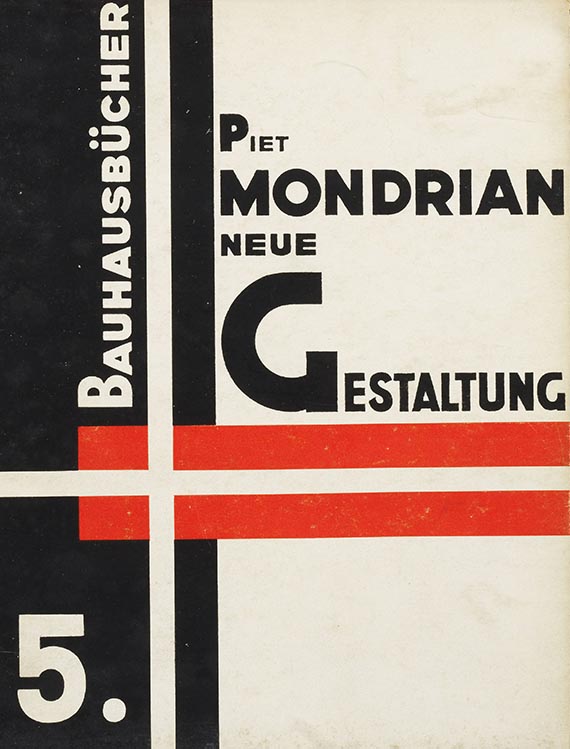 BAUHAUSBÜCHER
PIET
MONDRIAN
NEUE
GESTALTUNG
5.